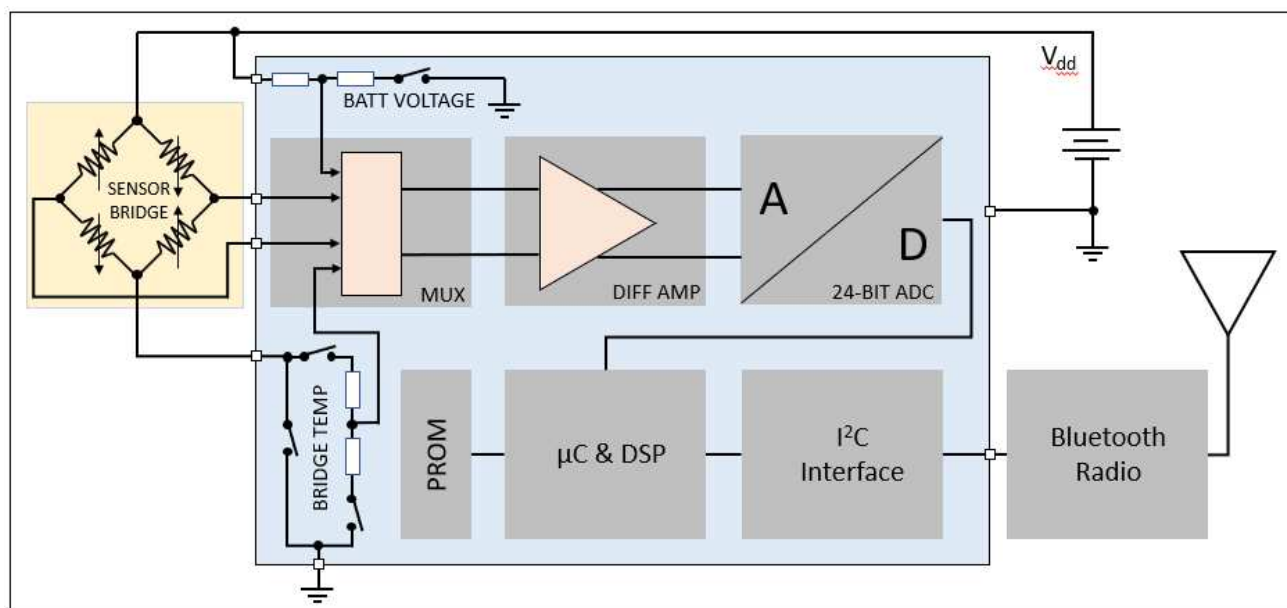 V_dd
BATT VOLTAGE
SENSOR
BRIDGE
MUX
DIFF AMP
A
D
24-BIT ADC
BRIDGE TEMP
PROM
μC & DSP
I²C
Interface
Bluetooth
Radio